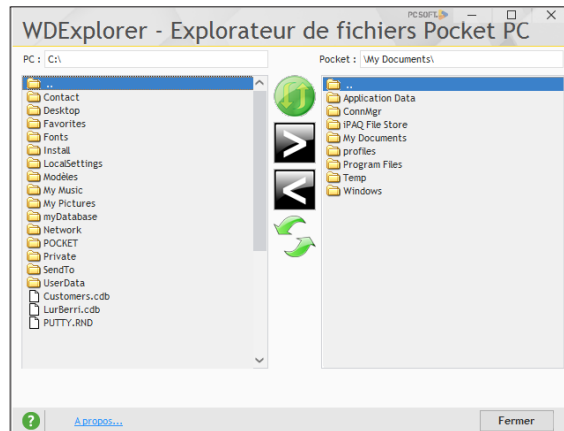 PC SOFT
WDExplorer - Explorateur de fichiers Pocket PC
PC : C:\
Pocket : \My Documents\
..
Contact
Desktop
Favorites
Fonts
Install
LocalSettings
Modèles
My Music
My Pictures
myDatabase
Network
POCKET
Private
SendTo
UserData
Customers.cdb
LurBerri.cdb
PUTTY.RND
> 
<
..
Application Data
ConnMgr
iPAQ File Store
My Documents
profiles
Program Files
Temp
Windows
?
A propos...
Fermer